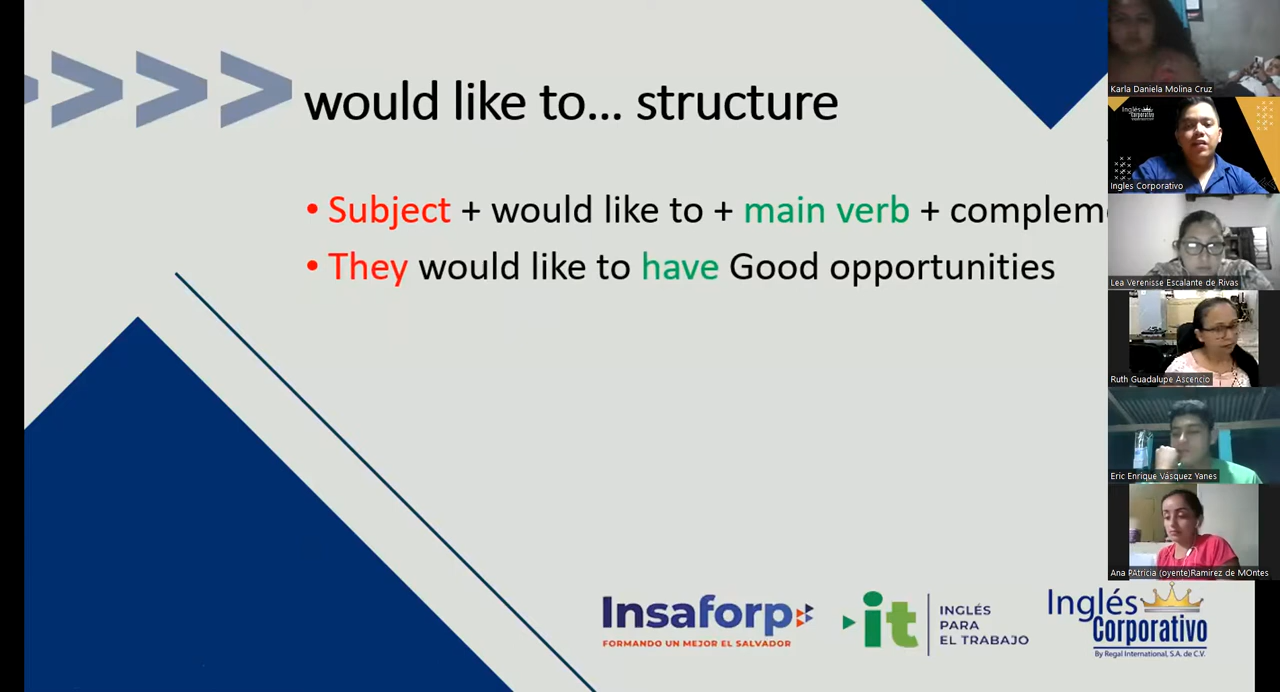 would like to... structure
• Subject + would like to + main verb + complem
• They would like to have Good opportunities
Insaforp
FORMANDO UN MEJOR EL SALVADOR
it
INGLÉS
PARA
EL TRABAJO
Inglés
Corporativo
By Regal International, S.A. de C.V.
Karla Daniela Molina Cruz
Inglés
Corporativo
Ingles Corporativo
Lea Verenisse Escalante de Rivas
Ruth Guadalupe Ascencio
Eric Enrique Vásquez Yanes
Ana PAtricia (oyente)Ramirez de MOntes